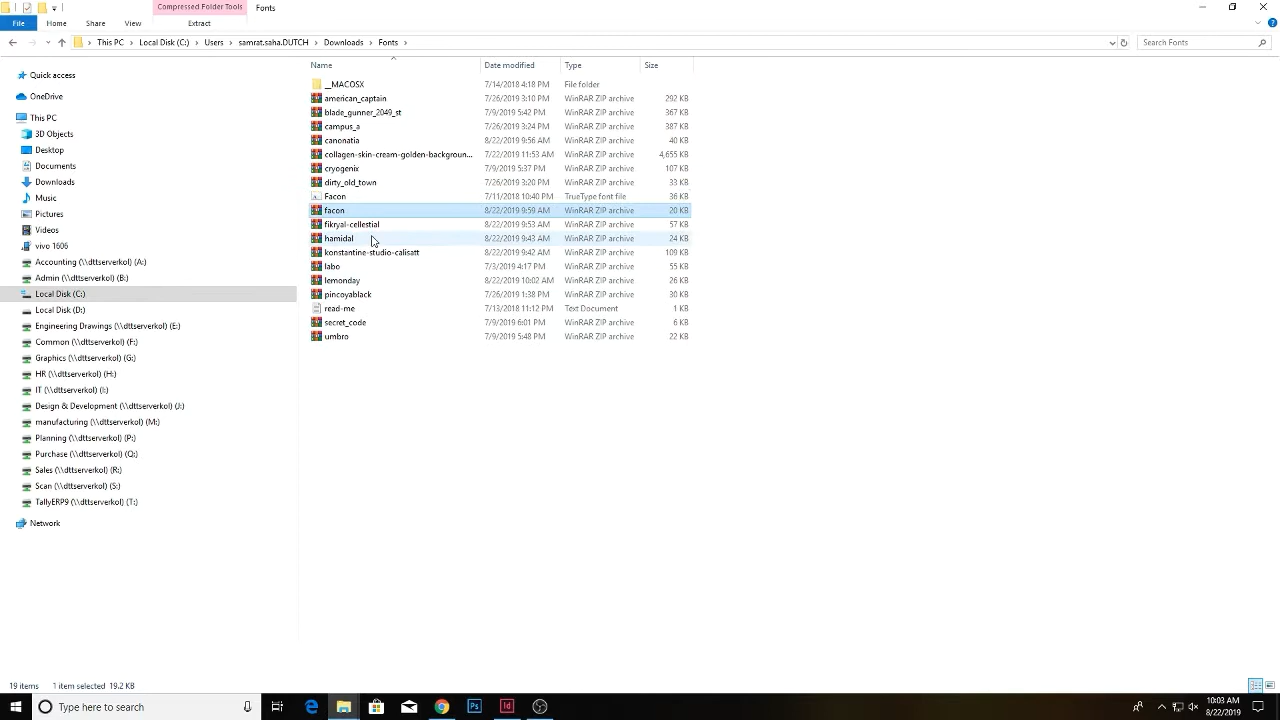 Compressed Folder Tools Fonts
File Home Share View Extract
This PC Local Disk (C:) Users samrat.saha.DUTCH Downloads Fonts Search Fonts
Name Date modified Type Size
Quick access
OneDrive
This PC
3D Objects
Desktop
Documents
Downloads
Music
Pictures
Videos
vivo 1606
Accounting (\\dttserverkol) (A:)
Admin (\\dttserverkol) (B:)
Local Disk (C:)
Local Disk (D:)
Engineering Drawings (\\dttserverkol) (E:)
Common (\\dttserverkol) (F:)
Graphics (\\dttserverkol) (G:)
HR (\\dttserverkol) (H:)
IT (\\dttserverkol) (I:)
Design & Development (\\dttserverkol) (J:)
manufacturing (\\dttserverkol) (M:)
Planning (\\dttserverkol) (P:)
Purchase (\\dttserverkol) (Q:)
Sales (\\dttserverkol) (R:)
Scan (\\dttserverkol) (S:)
TallyERP9 (\\dttserverkol) (T:)
Network
__MACOSX 7/14/2018 4:18 PM File folder
american_captain 7/26/2019 3:10 PM WinRAR ZIP archive 292 KB
blade_gunner_2049_st 7/9/2019 5:42 PM WinRAR ZIP archive 367 KB
campus_a 7/26/2019 3:24 PM WinRAR ZIP archive 387 KB
canonatia 8/22/2019 9:56 AM WinRAR ZIP archive 40 KB
collagen-skin-cream-golden-backgroun... 7/22/2019 11:53 AM WinRAR ZIP archive 4,655 KB
cryogenix 7/9/2019 5:37 PM WinRAR ZIP archive 107 KB
dirty_old_town 7/26/2019 3:20 PM WinRAR ZIP archive 33 KB
Facon 7/11/2018 10:40 PM TrueType font file 36 KB
facon 8/22/2019 9:59 AM WinRAR ZIP archive 20 KB
fikryal-cellestial 8/22/2019 9:53 AM WinRAR ZIP archive 57 KB
hamidal 8/22/2019 9:43 AM WinRAR ZIP archive 24 KB
konstantine-studio-calisatt 8/22/2019 9:42 AM WinRAR ZIP archive 109 KB
labo 7/3/2019 4:17 PM WinRAR ZIP archive 55 KB
lemonday 8/22/2019 10:02 AM WinRAR ZIP archive 26 KB
pincoyablack 7/26/2019 1:38 PM WinRAR ZIP archive 30 KB
read-me 7/13/2018 11:12 PM Text Document 1 KB
secret_code 7/9/2019 6:01 PM WinRAR ZIP archive 6 KB
umbro 7/9/2019 5:48 PM WinRAR ZIP archive 22 KB
19 items 1 item selected 19.2 KB
Type here to search Ps Id 10:03 AM
8/22/2019